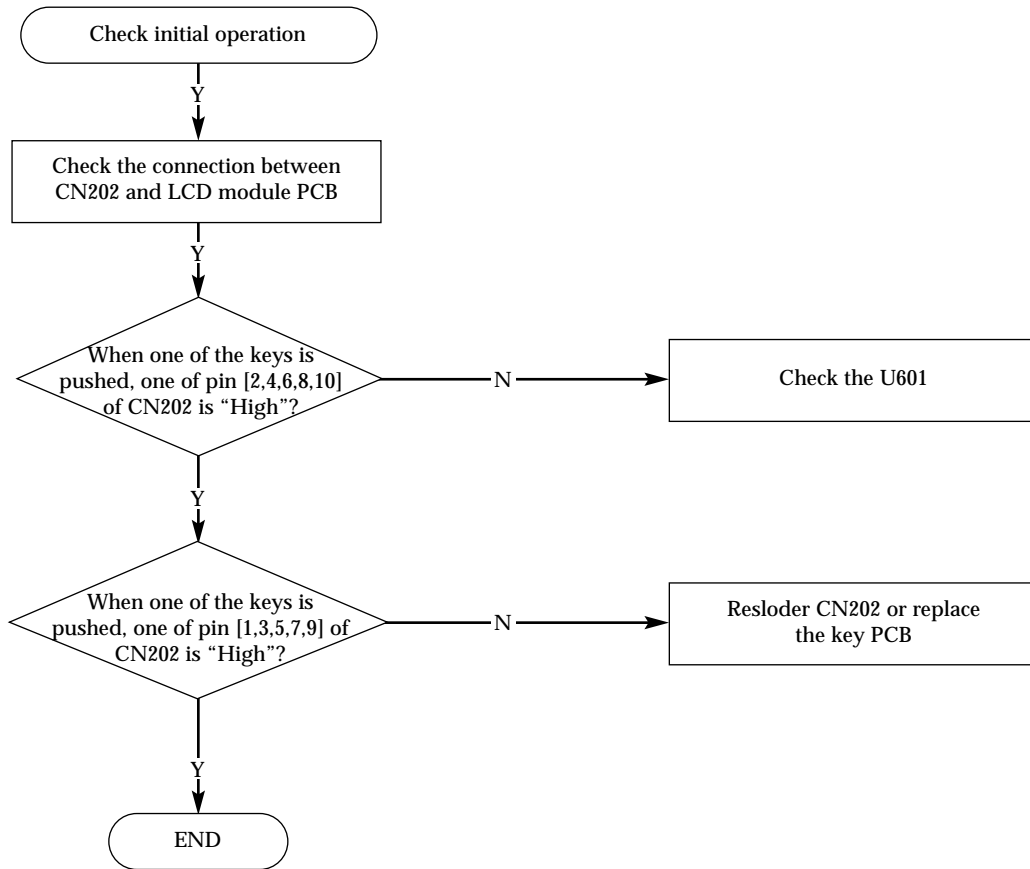 Check initial operation
Y
Check the connection between
CN202 and LCD module PCB
Y
When one of the keys is
pushed, one of pin [2,4,6,8,10]
of CN202 is “High”?
N
Check the U601
Y
When one of the keys is
pushed, one of pin [1,3,5,7,9] of
CN202 is “High”?
N
Resloder CN202 or replace
the key PCB
Y
END